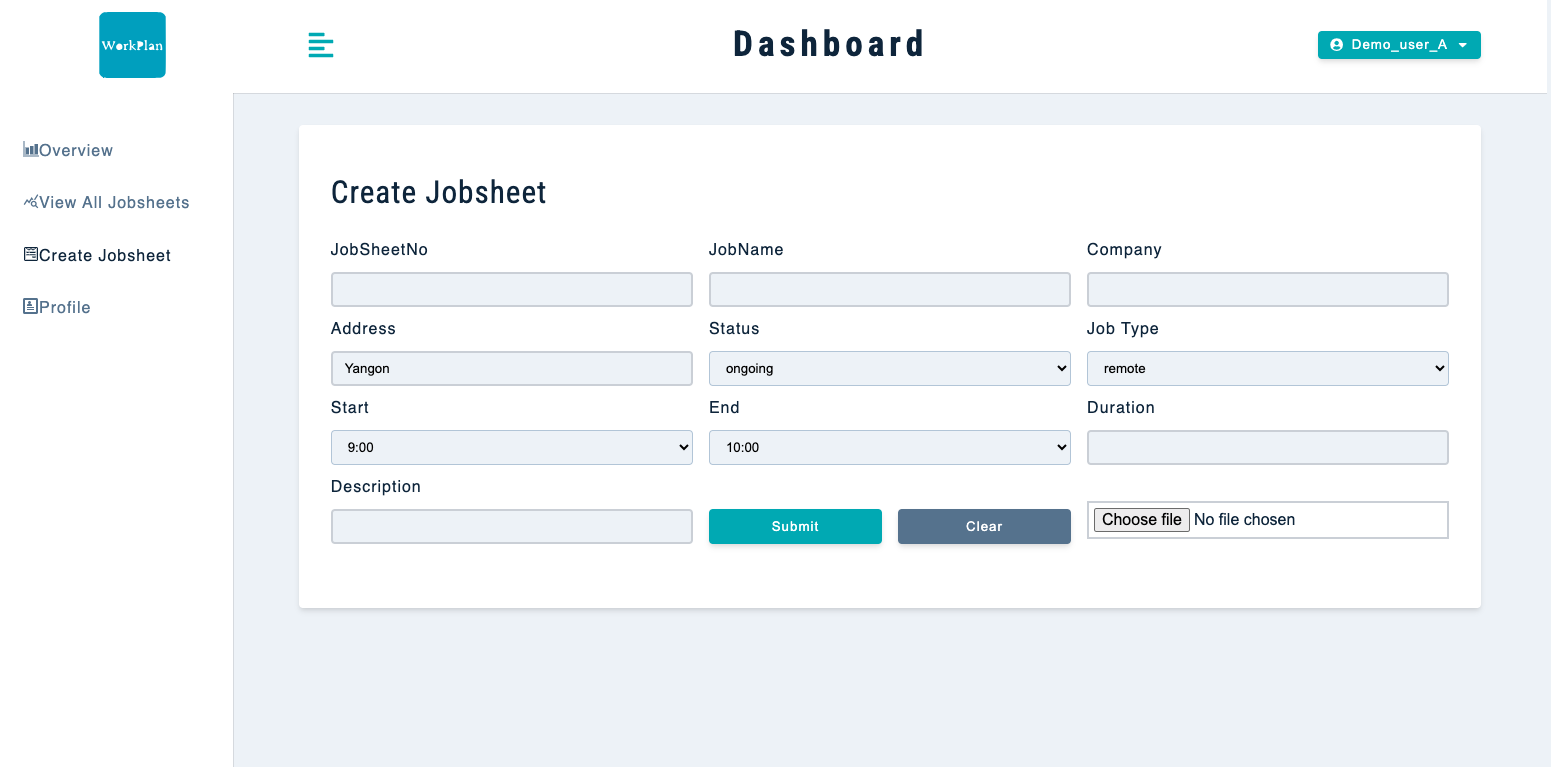 WorkPlan
Dashboard
Demo_user_A
Overview
View All Jobsheets
Create Jobsheet
Profile
Create Jobsheet
JobSheetNo
JobName
Company
Address
Status
Job Type
Yangon
ongoing
remote
Start
End
Duration
9:00
10:00
Description
Submit
Clear
Choose file No file chosen